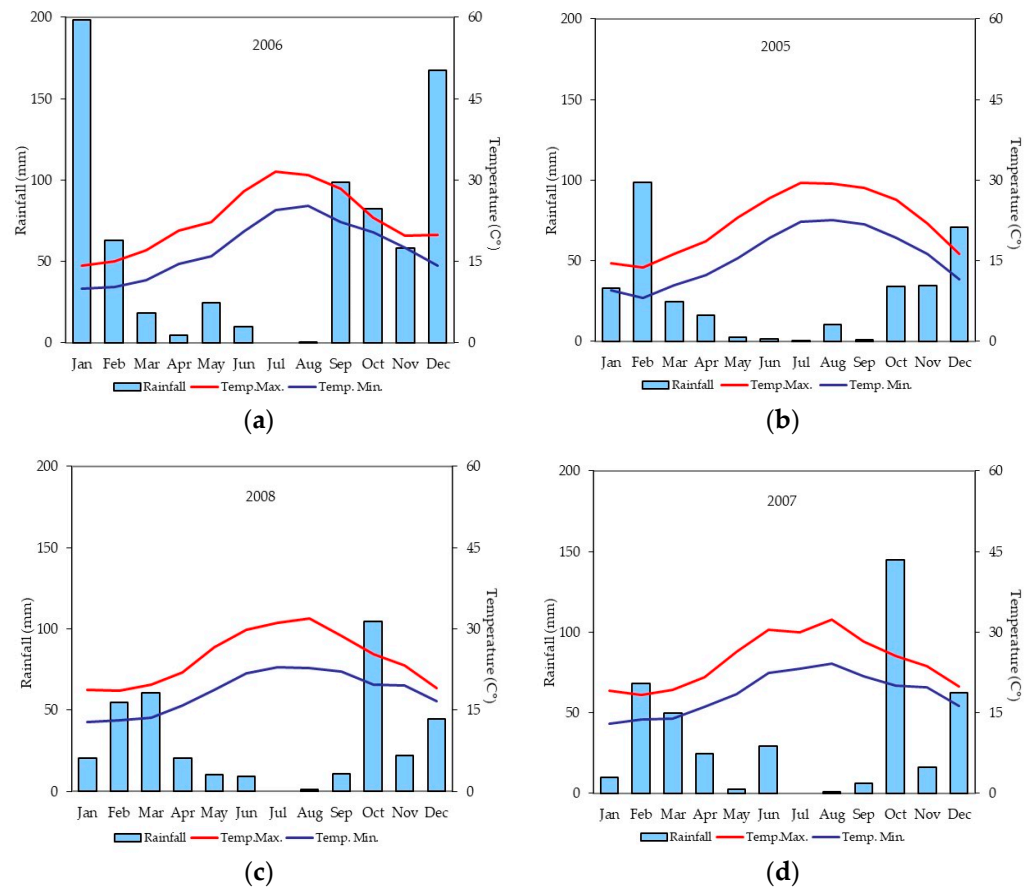 2006
200
150
100
50
0
Rainfall (mm)
60
45
30
15
0
Temperature (C°)
Jan Feb Mar Apr May Jun Jul Aug Sep Oct Nov Dec
Rainfall Temp.Max. Temp. Min.
(a)
2005
200
150
100
50
0
Rainfall (mm)
60
45
30
15
0
Temperature (C°)
Jan Feb Mar Apr May Jun Jul Aug Sep Oct Nov Dec
Rainfall Temp.Max. Temp. Min.
(b)
2008
200
150
100
50
0
Rainfall (mm)
60
45
30
15
0
Temperature (C°)
Jan Feb Mar Apr May Jun Jul Aug Sep Oct Nov Dec
Rainfall Temp.Max. Temp. Min.
(c)
2007
200
150
100
50
0
Rainfall (mm)
60
45
30
15
0
Temperature (C°)
Jan Feb Mar Apr May Jun Jul Aug Sep Oct Nov Dec
Rainfall Temp.Max. Temp. Min.
(d)